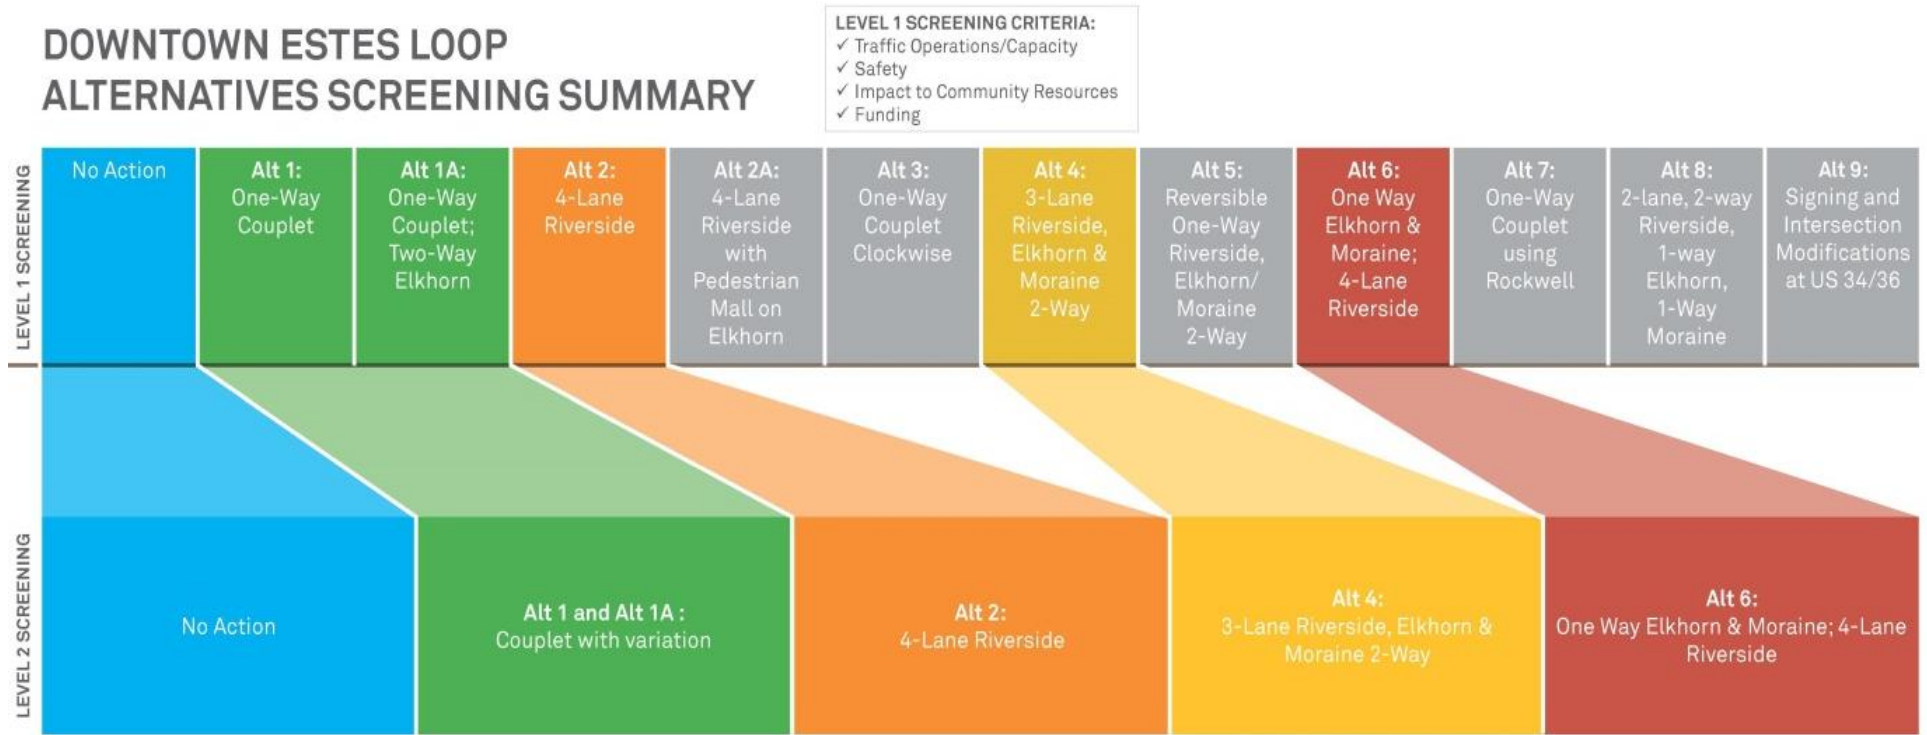 DOWNTOWN ESTES LOOP
ALTERNATIVES SCREENING SUMMARY
LEVEL 1 SCREENING CRITERIA:
✓ Traffic Operations/Capacity
✓ Safety
✓ Impact to Community Resources
✓ Funding
LEVEL 1 SCREENING
No Action
Alt 1:
One-Way
Couplet
Alt 1A:
One-Way
Couplet;
Two-Way
Elkhorn
Alt 2:
4-Lane
Riverside
Alt 2A:
4-Lane
Riverside
with
Pedestrian
Mall on
Elkhorn
Alt 3:
One-Way
Couplet
Clockwise
Alt 4:
3-Lane
Riverside,
Elkhorn &
Moraine
2-Way
Alt 5:
Reversible
One-Way
Riverside,
Elkhorn/
Moraine
2-Way
Alt 6:
One Way
Elkhorn &
Moraine;
4-Lane
Riverside
Alt 7:
One-Way
Couplet
using
Rockwell
Alt 8:
2-lane, 2-way
Riverside,
1-way
Elkhorn,
1-Way
Moraine
Alt 9:
Signing and
Intersection
Modifications
at US 34/36
LEVEL 2 SCREENING
No Action
Alt 1 and Alt 1A :
Couplet with variation
Alt 2:
4-Lane Riverside
Alt 4:
3-Lane Riverside, Elkhorn &
Moraine 2-Way
Alt 6:
One Way Elkhorn & Moraine; 4-Lane
Riverside